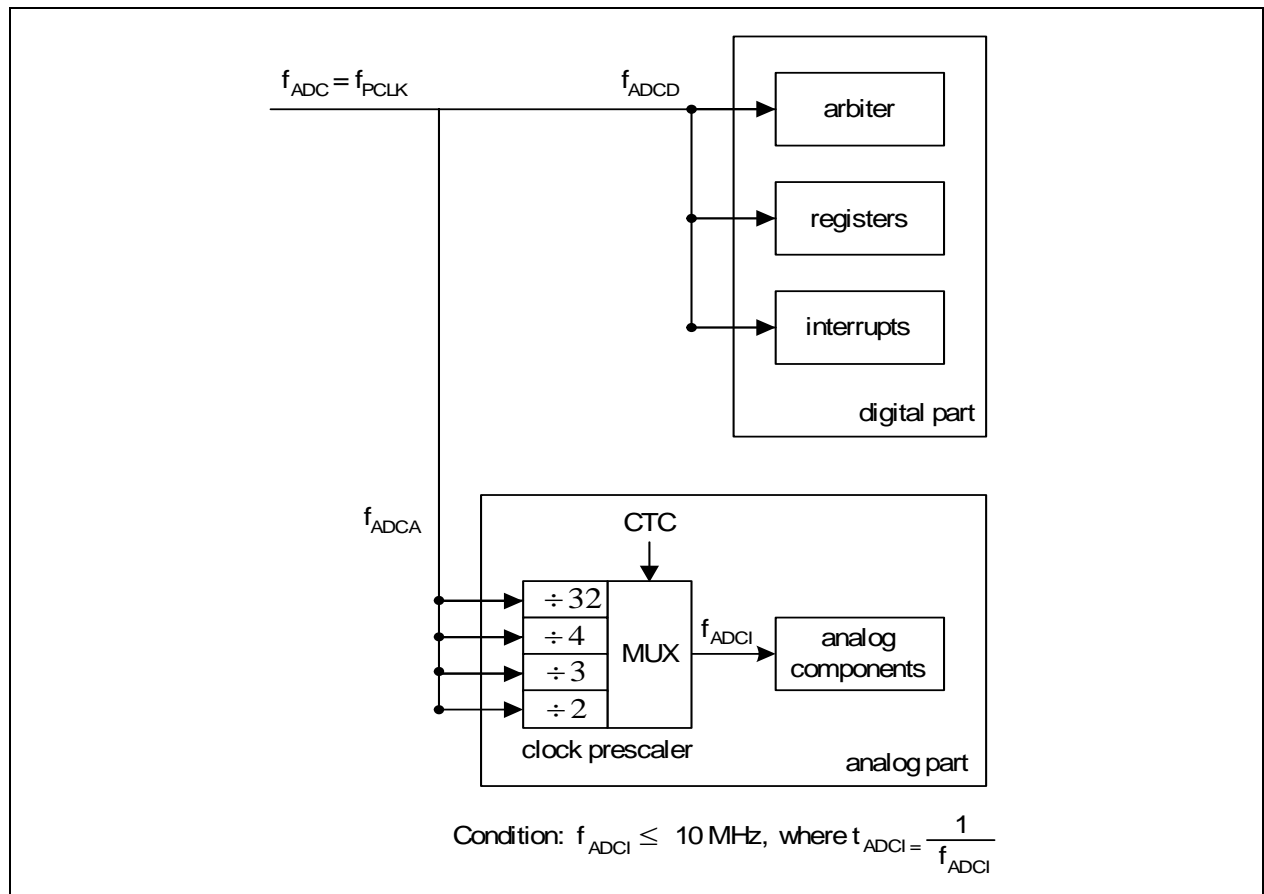 f_ADC = f_PCLK
f_ADCD
arbiter
registers
interrupts
digital part
f_ADCA
CTC
÷ 32
÷ 4
÷ 3
÷ 2
MUX
f_ADCI
analog
components
clock prescaler
analog part
Condition: f_ADCI ≤ 10 MHz, where t_ADCI = 1/f_ADCI